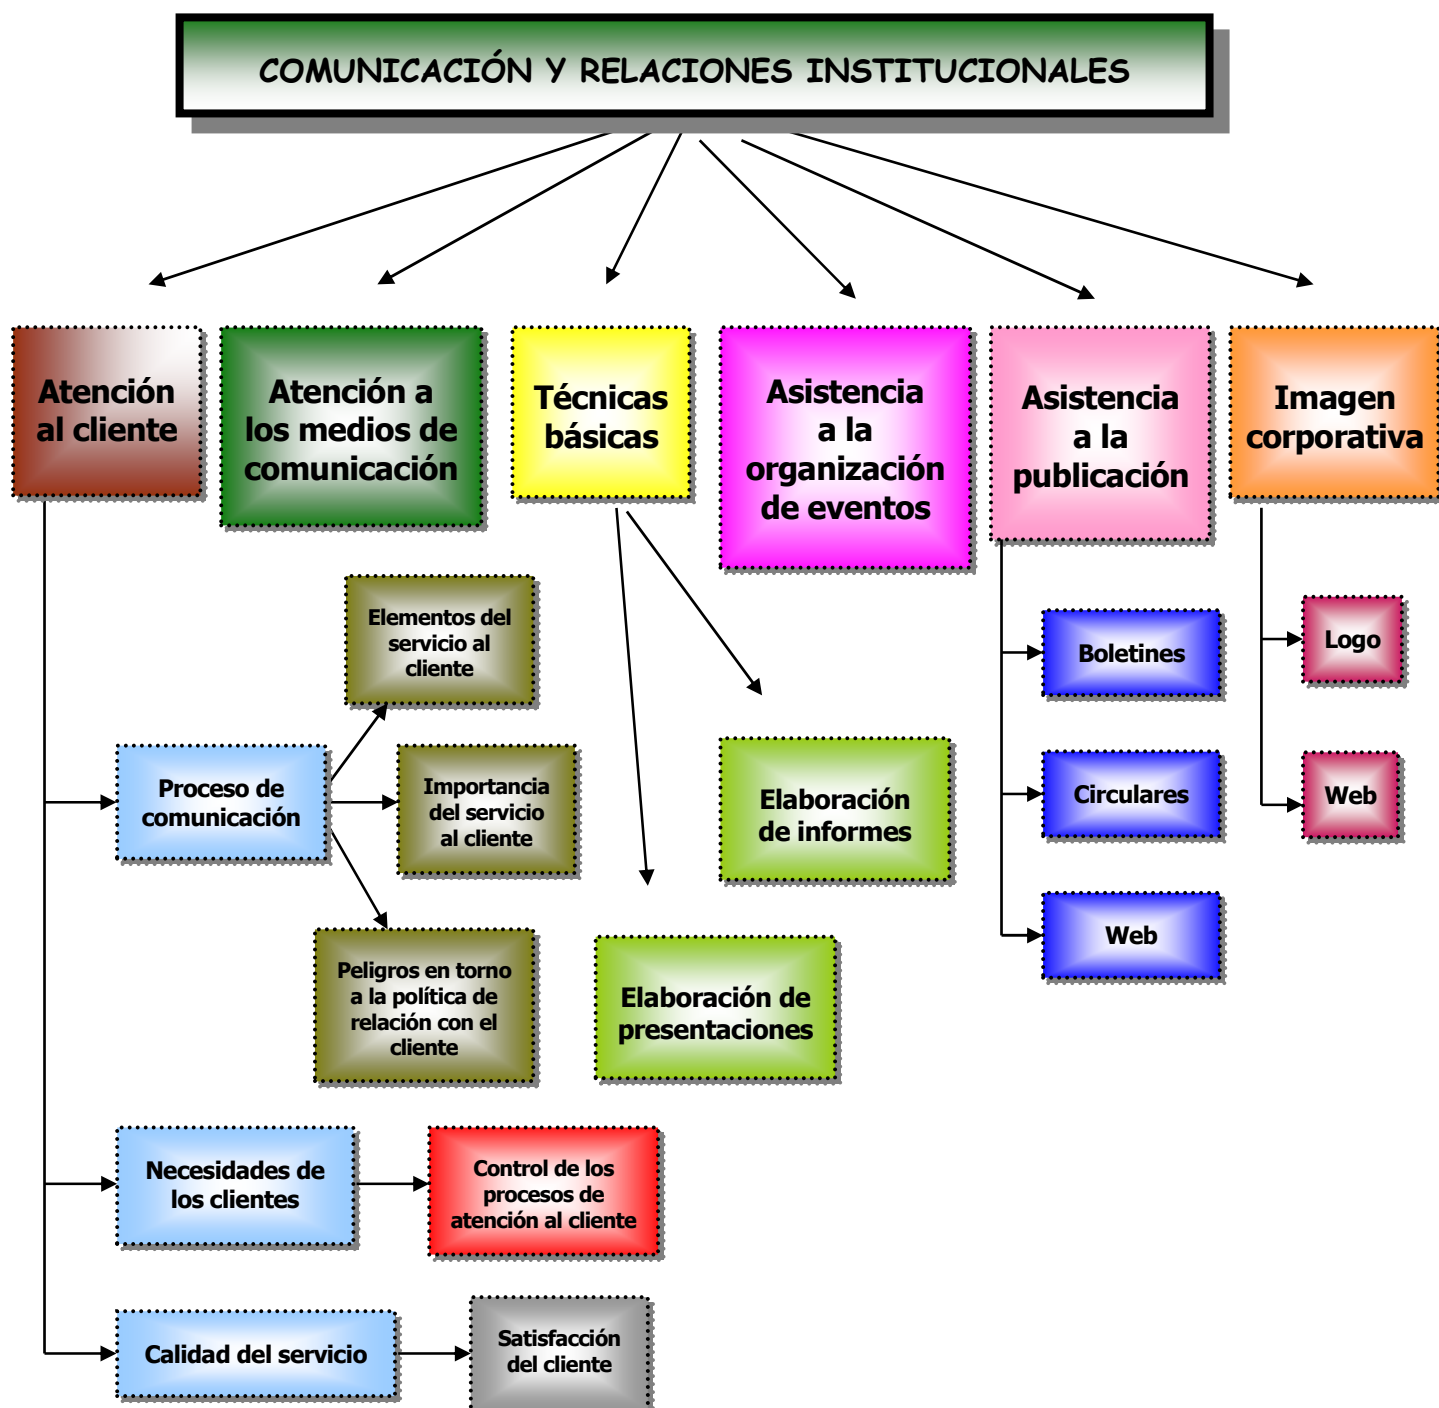 COMUNICACIÓN Y RELACIONES INSTITUCIONALES
Atención
al cliente
Atención a
los medios de
comunicación
Técnicas
básicas
Asistencia
a la
organización
de eventos
Asistencia
a la
publicación
Imagen
corporativa
Elementos del
servicio al
cliente
Proceso de
comunicación
Importancia
del servicio
al cliente
Peligros en torno
a la política de
relación con el
cliente
Elaboración
de informes
Elaboración de
presentaciones
Boletines
Circulares
Web
Logo
Web
Necesidades de
los clientes
Control de los
procesos de
atención al cliente
Calidad del servicio
Satisfacción
del cliente